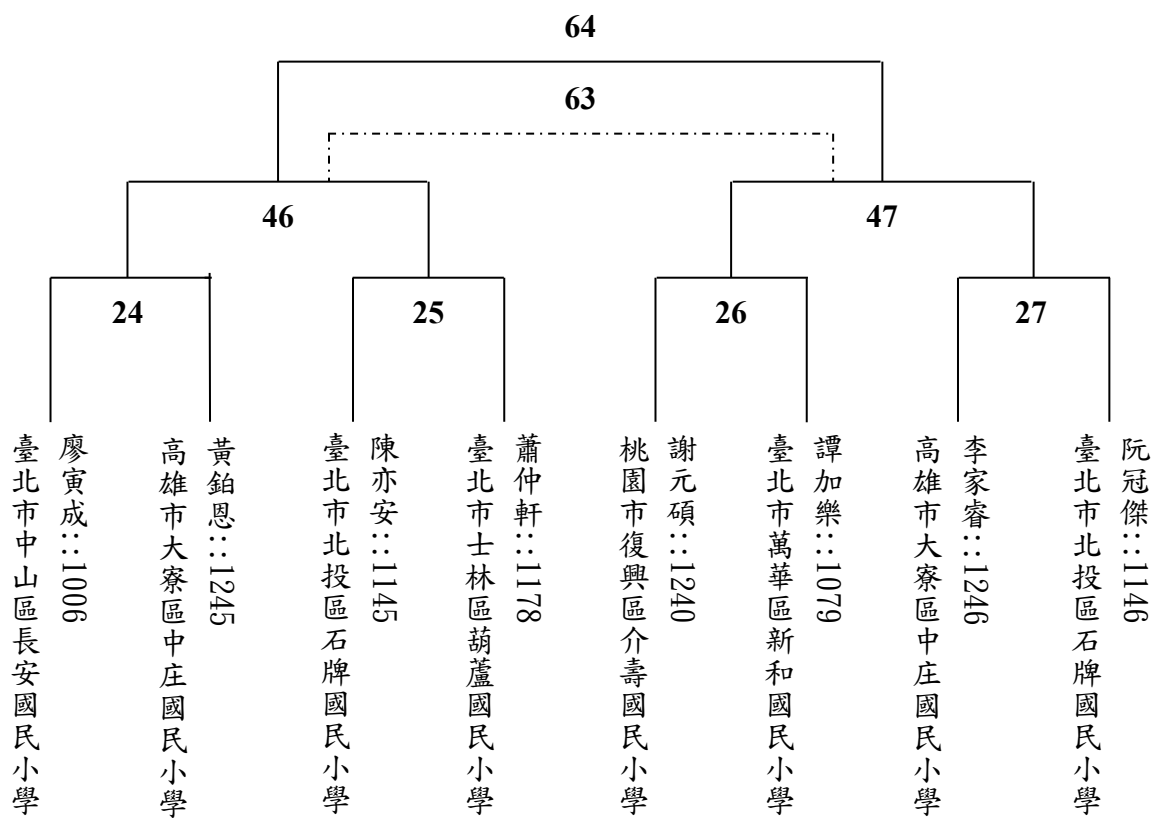 64
63
46
47
24
25
26
27
廖寅成::1006
臺北市中山區長安國民小學
黃鉑恩::1245
高雄市大寮區中庄國民小學
陳亦安::1145
臺北市北投區石牌國民小學
蕭仲軒::1178
臺北市士林區葫蘆國民小學
謝元碩::1240
桃園市復興區介壽國民小學
譚加樂::1079
臺北市萬華區新和國民小學
李家睿::1246
高雄市大寮區中庄國民小學
阮冠傑::1146
臺北市北投區石牌國民小學